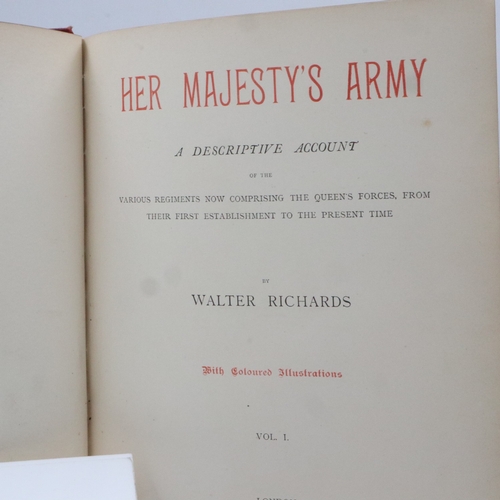 HER MAJESTY'S ARMY
A DESCRIPTIVE ACCOUNT
OF THE
VARIOUS REGIMENTS NOW COMPRISING THE QUEEN'S FORCES, FROM
THEIR FIRST ESTABLISHMENT TO THE PRESENT TIME
BY
WALTER RICHARDS
With Coloured Illustrations
VOL. I.
LONDON